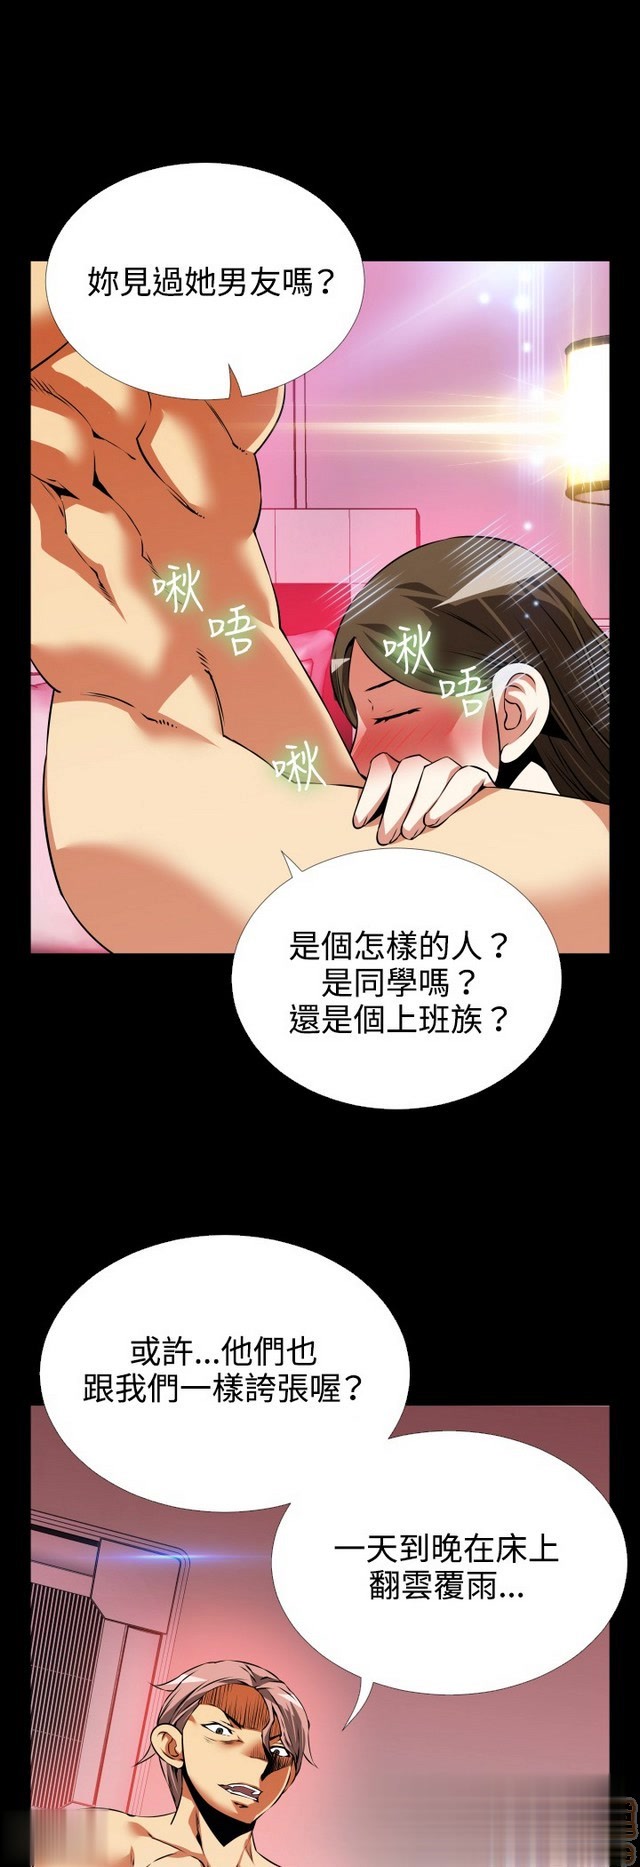 妳見過她男友嗎？
啾
唔
啾
唔
啾
是個怎樣的人？
是同學嗎？
還是個上班族？
或許...他們也
跟我們一樣誇張喔？
一天到晚在床上
翻雲覆雨...